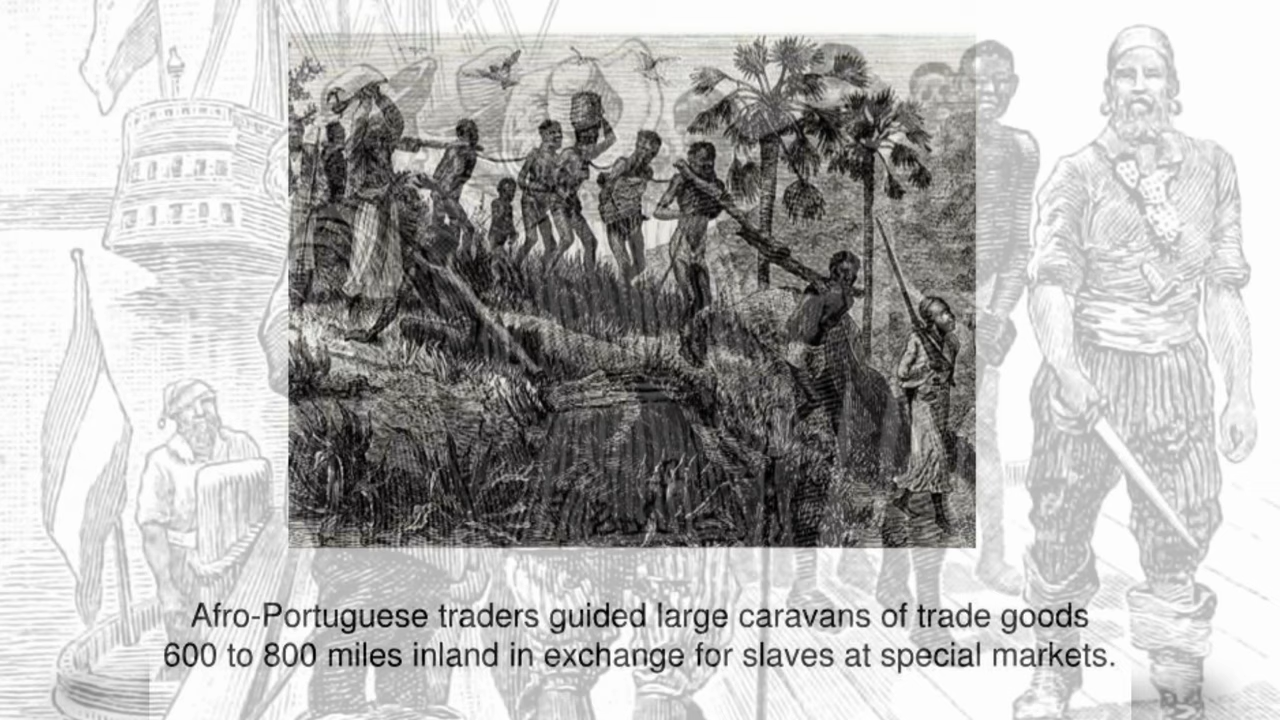 Afro-Portuguese traders guided large caravans of trade goods
600 to 800 miles inland in exchange for slaves at special markets.